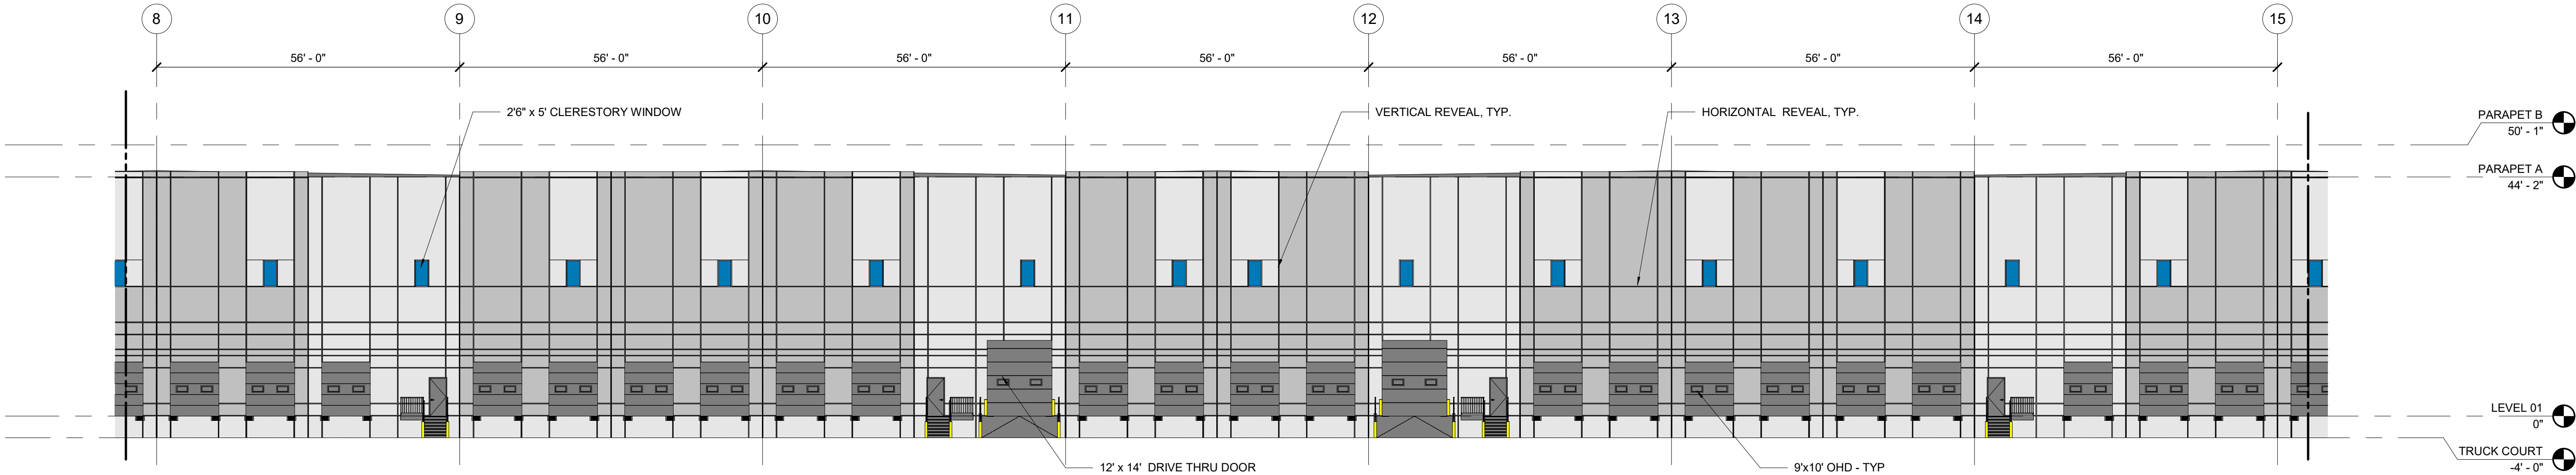 8
9
10
11
12
13
14
15
56' - 0"
56' - 0"
56' - 0"
56' - 0"
56' - 0"
56' - 0"
56' - 0"
2'6" x 5' CLERESTORY WINDOW
VERTICAL REVEAL, TYP.
HORIZONTAL REVEAL, TYP.
PARAPET B
50' - 1"
PARAPET A
44' - 2"
LEVEL 01
0"
TRUCK COURT
-4' - 0"
12' x 14' DRIVE THRU DOOR
9'x10' OHD - TYP